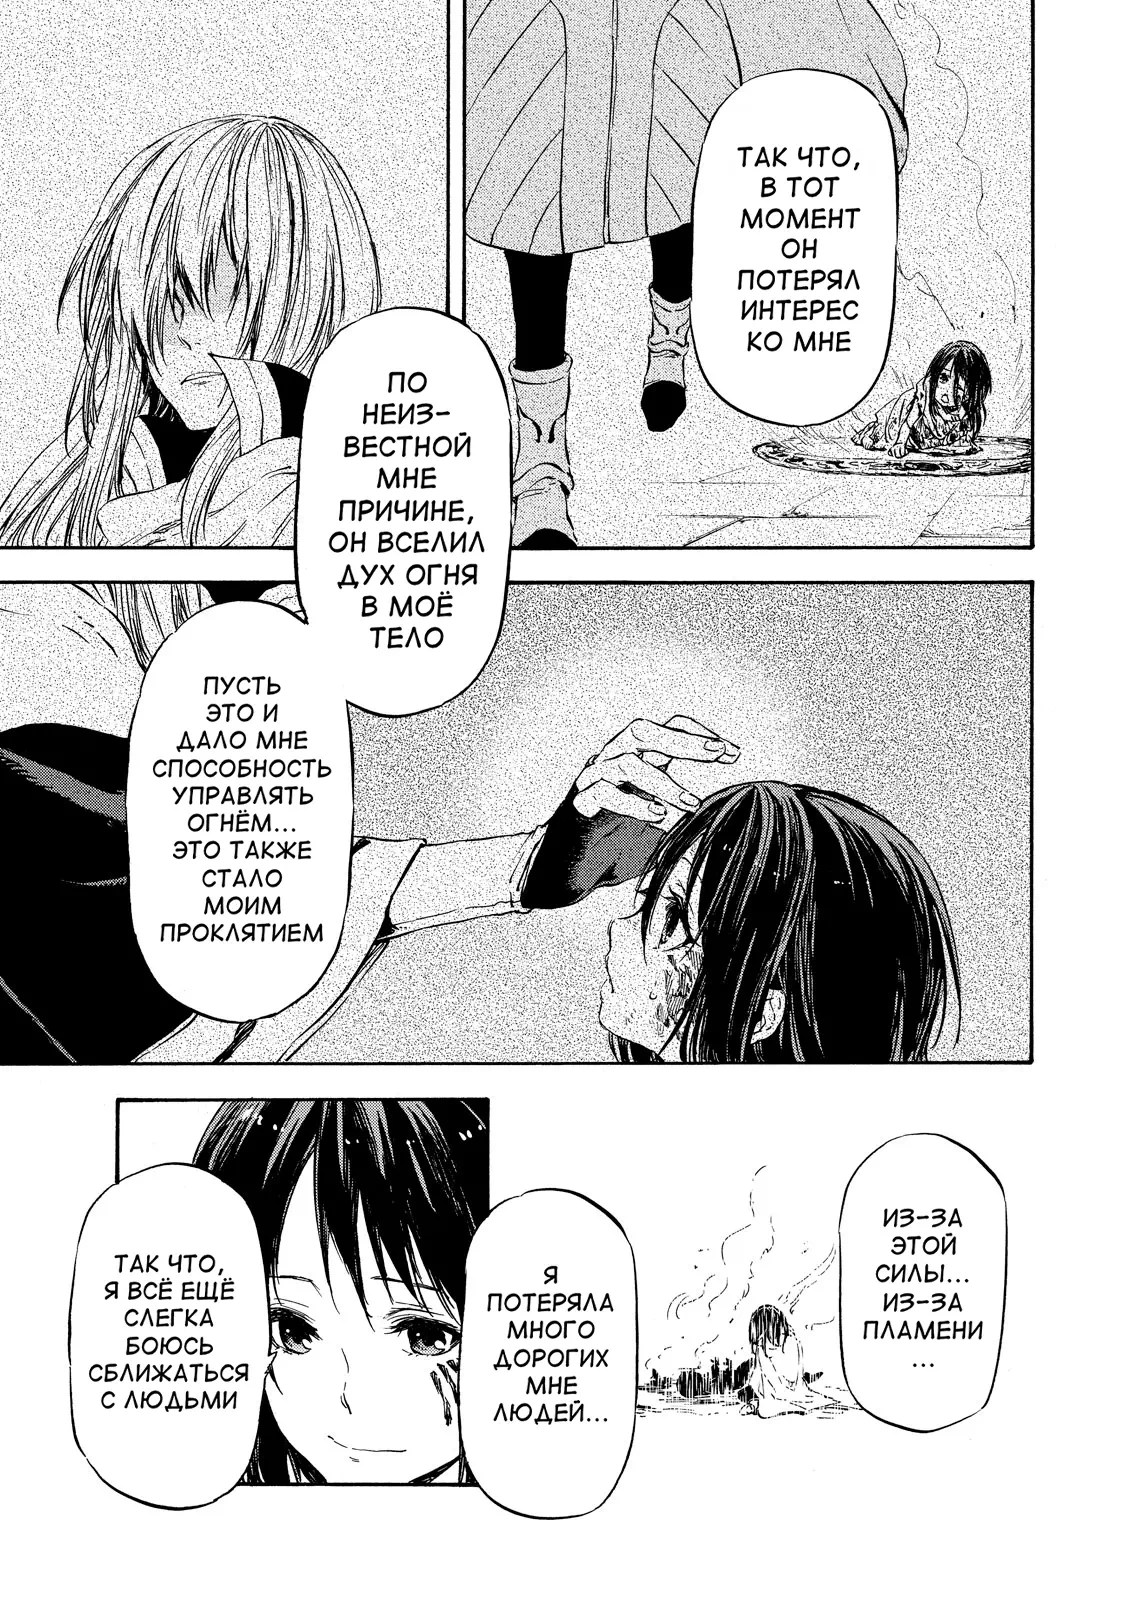 ТАК ЧТО,
В ТОТ
МОМЕНТ
ОН
ПОТЕРЯЛ
ИНТЕРЕС
КО МНЕ
ПО
НЕИЗ-
ВЕСТНОЙ
МНЕ
ПРИЧИНЕ,
ОН ВСЕЛИЛ
ДУХ ОГНЯ
В МОЁ
ТЕЛО
ПУСТЬ
ЭТО И
ДАЛО МНЕ
СПОСОБНОСТЬ
УПРАВЛЯТЬ
ОГНЁМ...
ЭТО ТАКЖЕ
СТАЛО
МОИМ
ПРОКЛЯТИЕМ
ИЗ-ЗА
ЭТОЙ
СИЛЫ...
ИЗ-ЗА
ПЛАМЕНИ
...
Я
ПОТЕРЯЛА
МНОГО
ДОРОГИХ
МНЕ
ЛЮДЕЙ...
ТАК ЧТО,
Я ВСЁ ЕЩЁ
СЛЕГКА
БОЮСЬ
СБЛИЖАТЬСЯ
С ЛЮДЬМИ